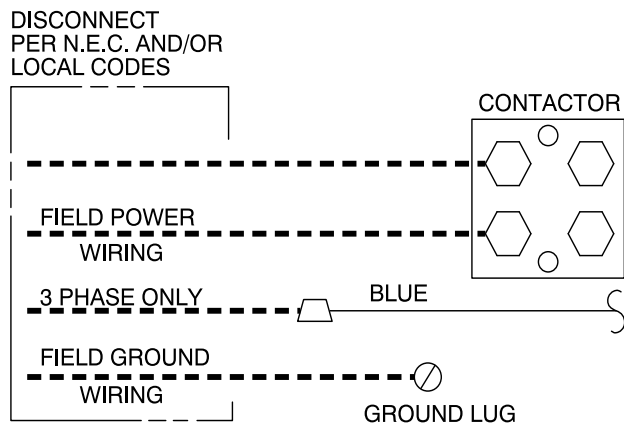 DISCONNECT
PER N.E.C. AND/OR
LOCAL CODES
CONTACTOR
FIELD POWER
WIRING
3 PHASE ONLY
BLUE
FIELD GROUND
WIRING
GROUND LUG